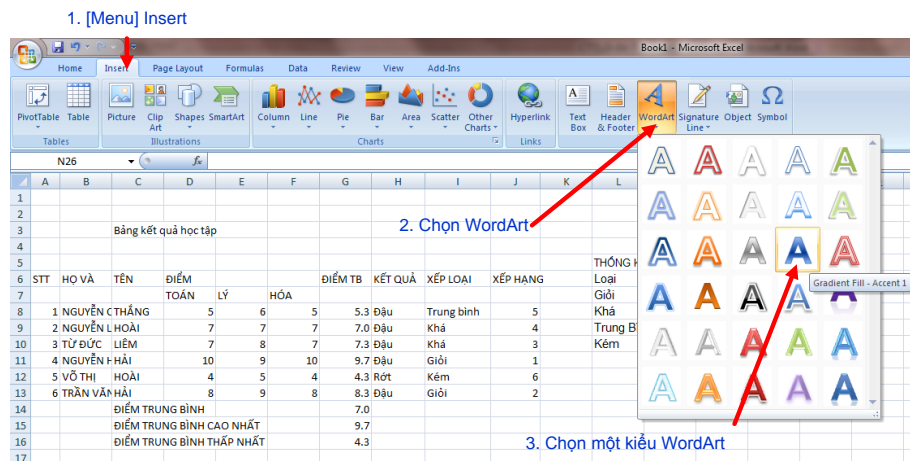 1. [Menu] Insert
Book1 - Microsoft Excel
Home Insert Page Layout Formulas Data Review View Add-Ins
PivotTable Table Picture Clip Art Shapes SmartArt Column Line Pie Bar Area Scatter Other Charts Hyperlink Text Box Header & Footer WordArt Signature Line Object Symbol
Tables Illustrations Charts Links
N26 fx
A B C D E F G H I J K L
1
2
3 Bảng kết quả học tập
2. Chọn WordArt
4
5 THỐNG K
6 STT HỌ VÀ TÊN ĐIỂM ĐIỂM TB KẾT QUẢ XẾP LOẠI XẾP HẠNG Loại
Gradient Fill - Accent 1
7 TOÁN LÝ HÓA Giỏi
8 1 NGUYỄN C THẮNG 5 6 5 5.3 Đậu Trung bình 5 Khá
9 2 NGUYỄN L HOÀI 7 7 7 7.0 Đậu Khá 4 Trung B
10 3 TỪ ĐỨC LIÊM 7 8 7 7.3 Đậu Khá 3 Kém
11 4 NGUYỄN H HẢI 10 9 10 9.7 Đậu Giỏi 1
12 5 VÕ THỊ HOÀI 4 5 4 4.3 Rớt Kém 6
13 6 TRẦN VĂN HẢI 8 9 8 8.3 Đậu Giỏi 2
14 ĐIỂM TRUNG BÌNH 7.0
15 ĐIỂM TRUNG BÌNH CAO NHẤT 9.7
16 ĐIỂM TRUNG BÌNH THẤP NHẤT 4.3
3. Chọn một kiểu WordArt
17